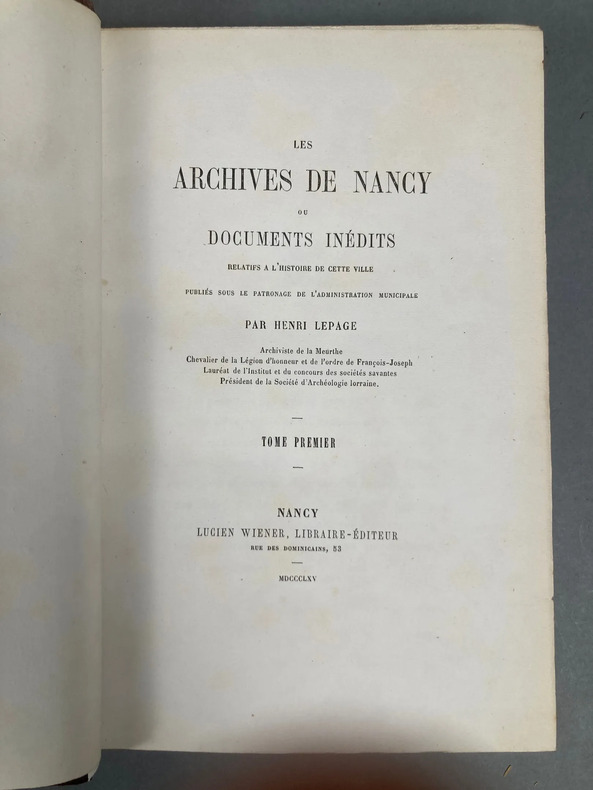 LES
ARCHIVES DE NANCY
OU
DOCUMENTS INÉDITS
RELATIFS A L'HISTOIRE DE CETTE VILLE
PUBLIÉS SOUS LE PATRONAGE DE L'ADMINISTRATION MUNICIPALE
PAR HENRI LEPAGE
Archiviste de la Meurthe
Chevalier de la Légion d'honneur et de l'ordre de François-Joseph
Lauréat de l'Institut et du concours des sociétés savantes
Président de la Société d'Archéologie lorraine.
TOME PREMIER
NANCY
LUCIEN WIENER, LIBRAIRE-ÉDITEUR
RUE DES DOMINICAINS, 53
MDCCCLXV